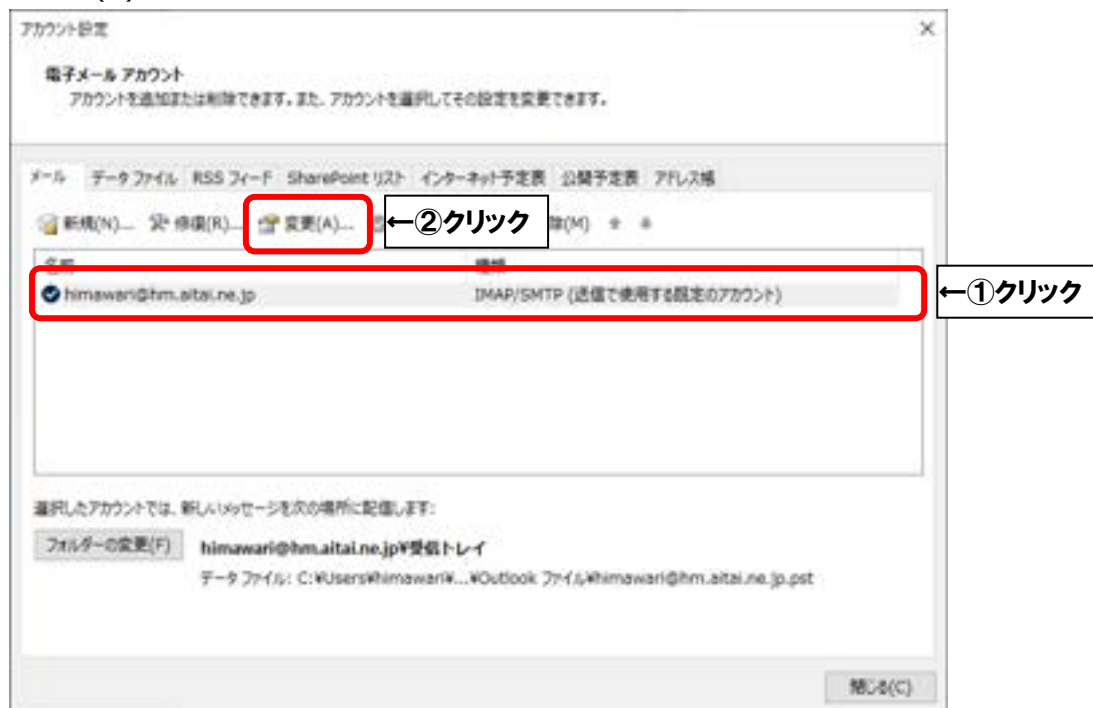 アカウント設定
電子メール アカウント
アカウントを追加または削除できます。また、アカウントを選択してその設定を変更できます。
メール データ ファイル RSS フィード SharePoint リスト インターネット予定表 公開予定表 アドレス帳
新規(N)... 修復(R)... 変更(A)... ←②クリック 除(M)
名前 種類
himawari@hm.aitai.ne.jp IMAP/SMTP (送信で使用する既定のアカウント)
←①クリック
選択したアカウントでは、新しいメッセージを次の場所に配信します:
フォルダーの変更(F) himawari@hm.aitai.ne.jp¥受信トレイ
データ ファイル: C:¥Users¥himawari¥...¥Outlook ファイル¥himawari@hm.aitai.ne.jp.pst
閉じる(C)